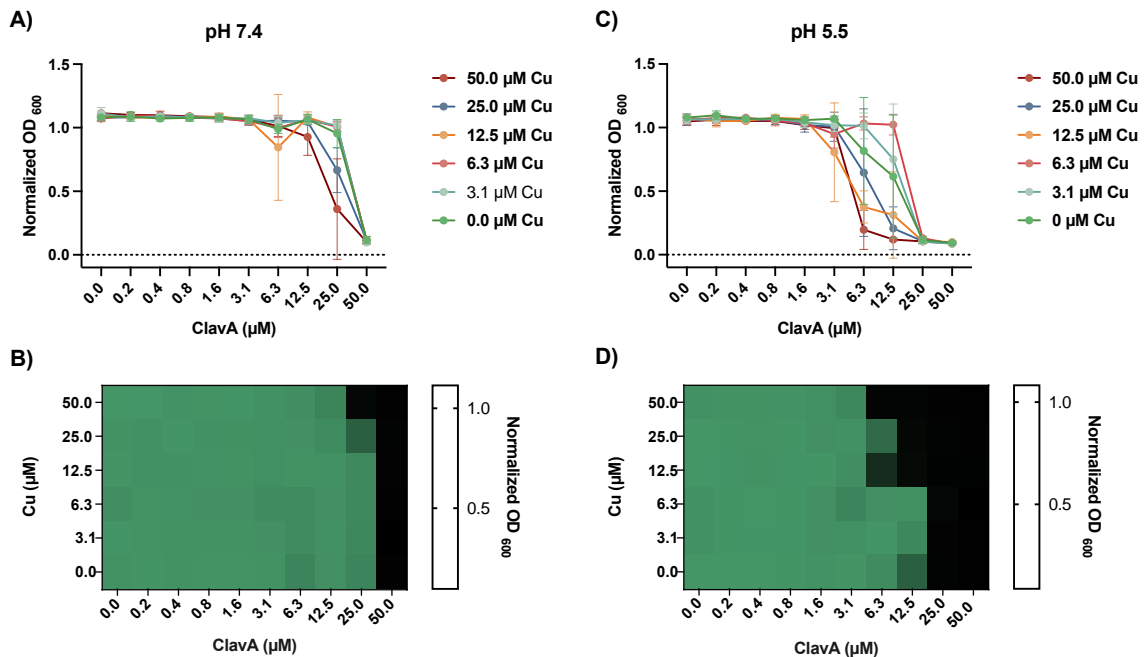 A)
pH 7.4
Normalized OD 600
1.5
1.0
0.5
0.0
0.0 0.2 0.4 0.8 1.6 3.1 6.3 12.5 25.0 50.0
ClavA (µM)
50.0 µM Cu
25.0 µM Cu
12.5 µM Cu
6.3 µM Cu
3.1 µM Cu
0.0 µM Cu
C)
pH 5.5
Normalized OD 600
1.5
1.0
0.5
0.0
0.0 0.2 0.4 0.8 1.6 3.1 6.3 12.5 25.0 50.0
ClavA (µM)
50.0 µM Cu
25.0 µM Cu
12.5 µM Cu
6.3 µM Cu
3.1 µM Cu
0 µM Cu
B)
Cu (µM)
50.0
25.0
12.5
6.3
3.1
0.0
0.0 0.2 0.4 0.8 1.6 3.1 6.3 12.5 25.0 50.0
ClavA (µM)
1.0
0.5
Normalized OD 600
D)
Cu (µM)
50.0
25.0
12.5
6.3
3.1
0.0
0.0 0.2 0.4 0.8 1.6 3.1 6.3 12.5 25.0 50.0
ClavA (µM)
1.0
0.5
Normalized OD 600